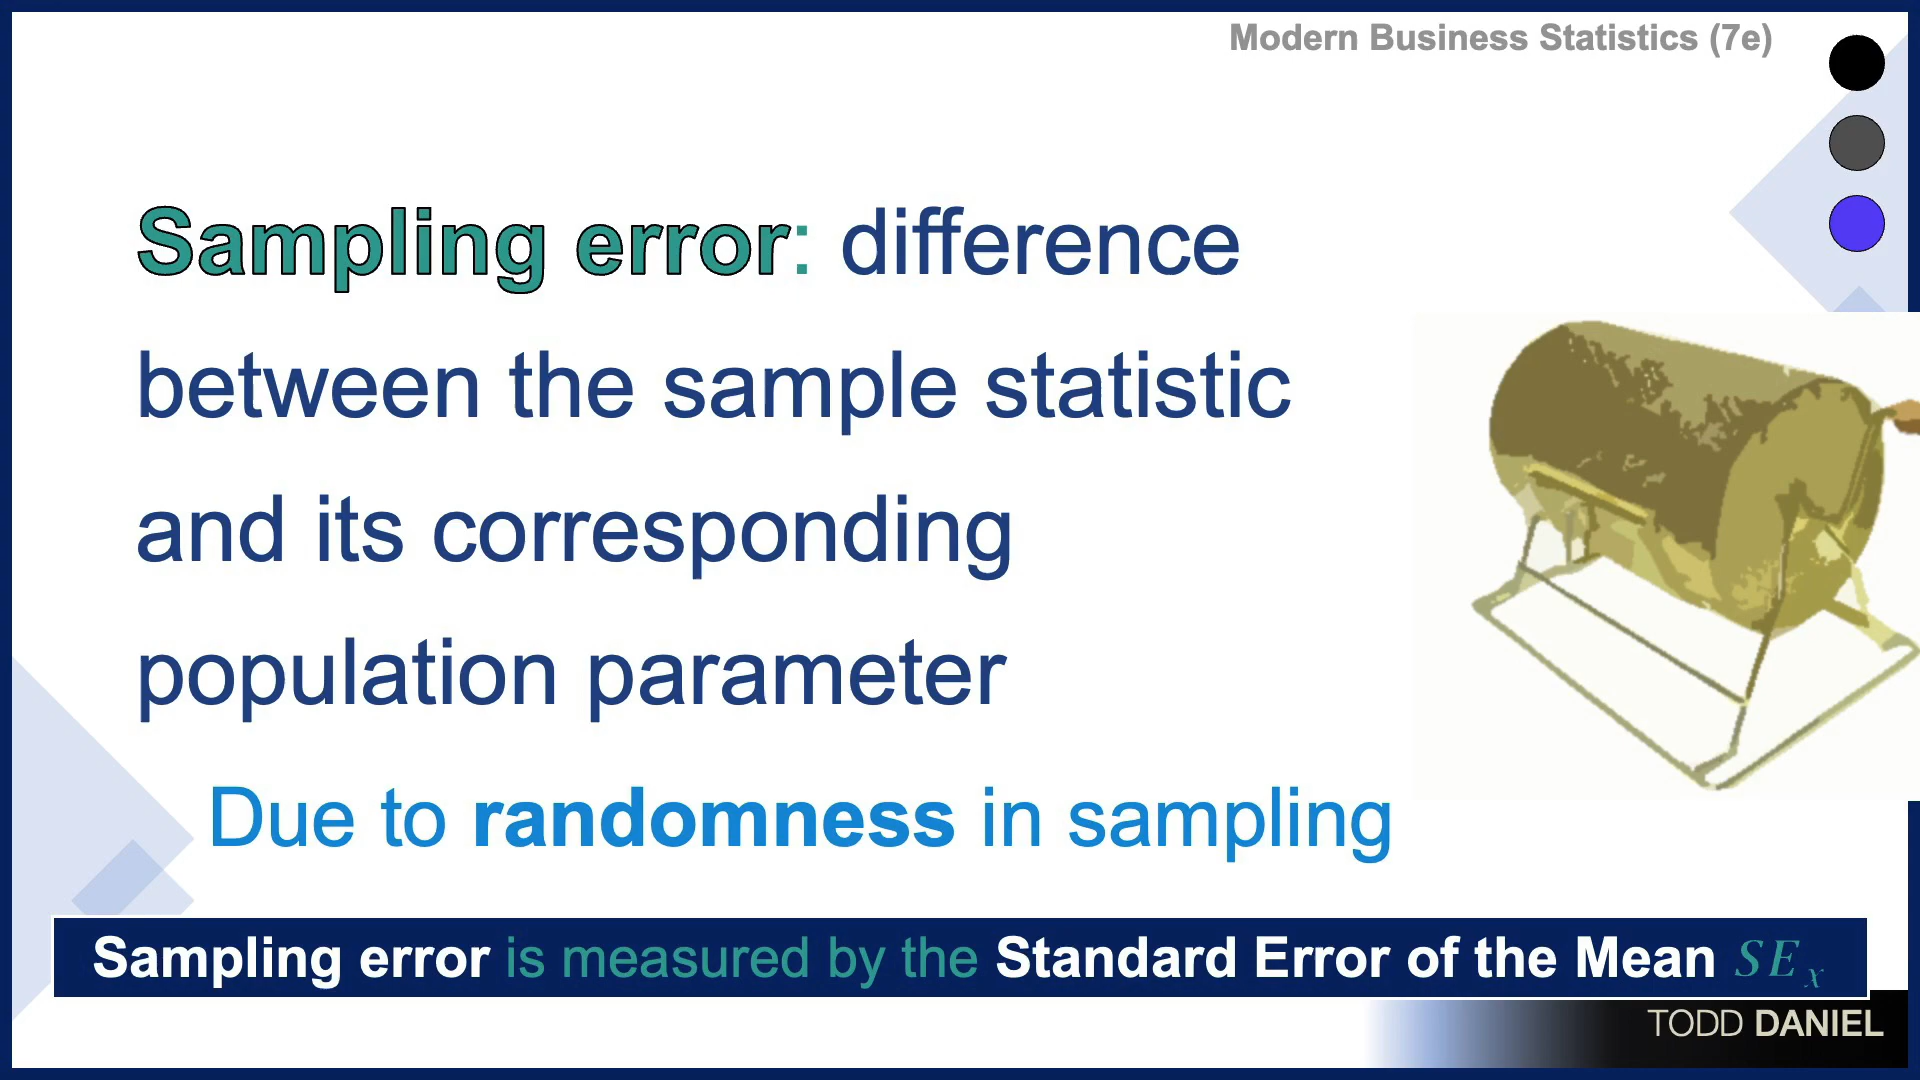 Modern Business Statistics (7e)
Sampling error: difference
between the sample statistic
and its corresponding
population parameter
Due to randomness in sampling
Sampling error is measured by the Standard Error of the Mean SEx
TODD DANIEL